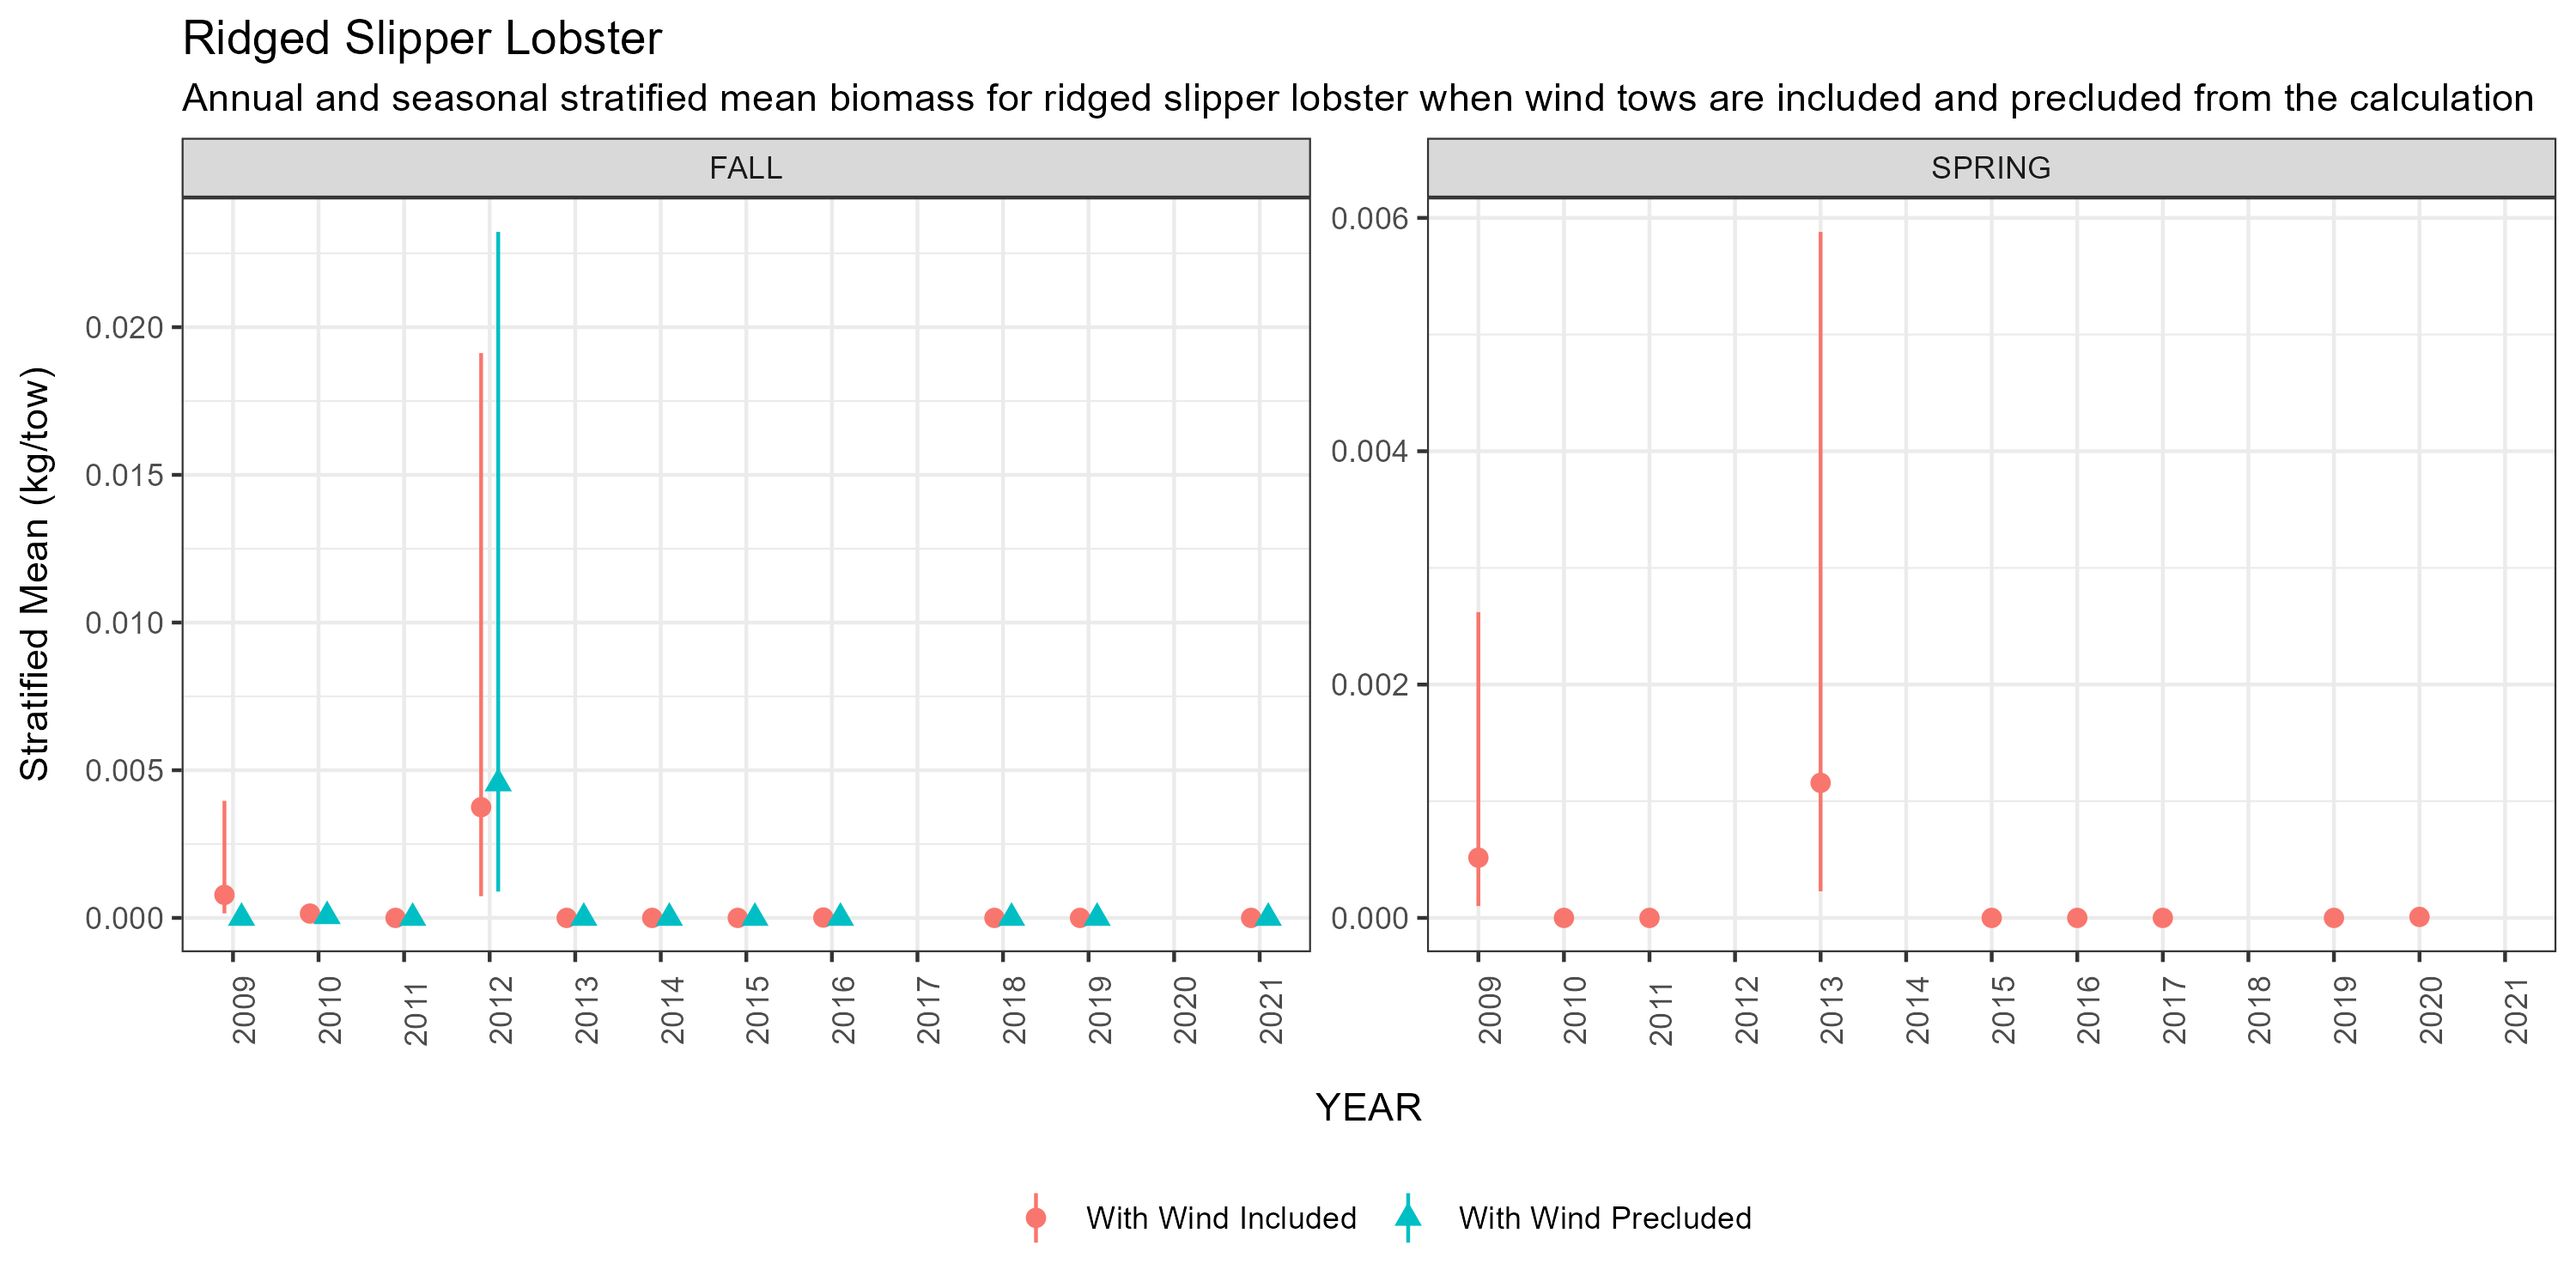 Ridged Slipper Lobster
Annual and seasonal stratified mean biomass for ridged slipper lobster when wind tows are included and precluded from the calculation
FALL
SPRING
Stratified Mean (kg/tow)
0.020
0.015
0.010
0.005
0.000
0.006
0.004
0.002
0.000
2009 2010 2011 2012 2013 2014 2015 2016 2017 2018 2019 2020 2021
2009 2010 2011 2012 2013 2014 2015 2016 2017 2018 2019 2020 2021
YEAR
With Wind Included
With Wind Precluded